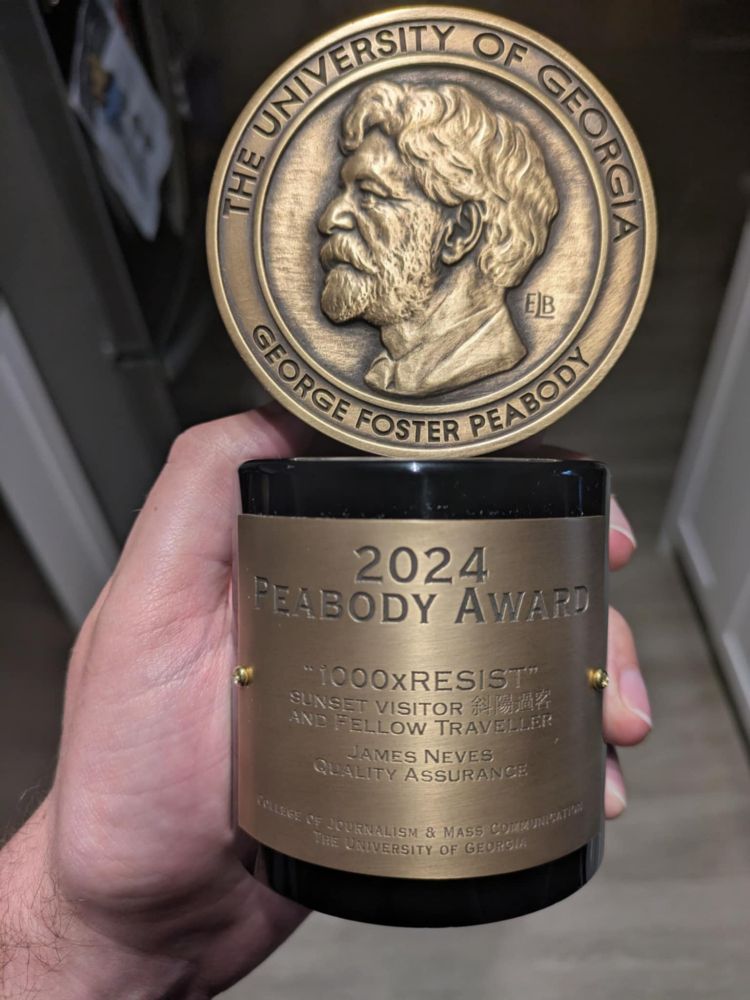 THE UNIVERSITY OF GEORGIA
ELB
GEORGE FOSTER PEABODY
2024
PEABODY AWARD
"1000xRESIST"
SUNSET VISITOR 斜陽過客
AND FELLOW TRAVELLER
JAMES NEVES
QUALITY ASSURANCE
COLLEGE OF JOURNALISM & MASS COMMUNICATION
THE UNIVERSITY OF GEORGIA